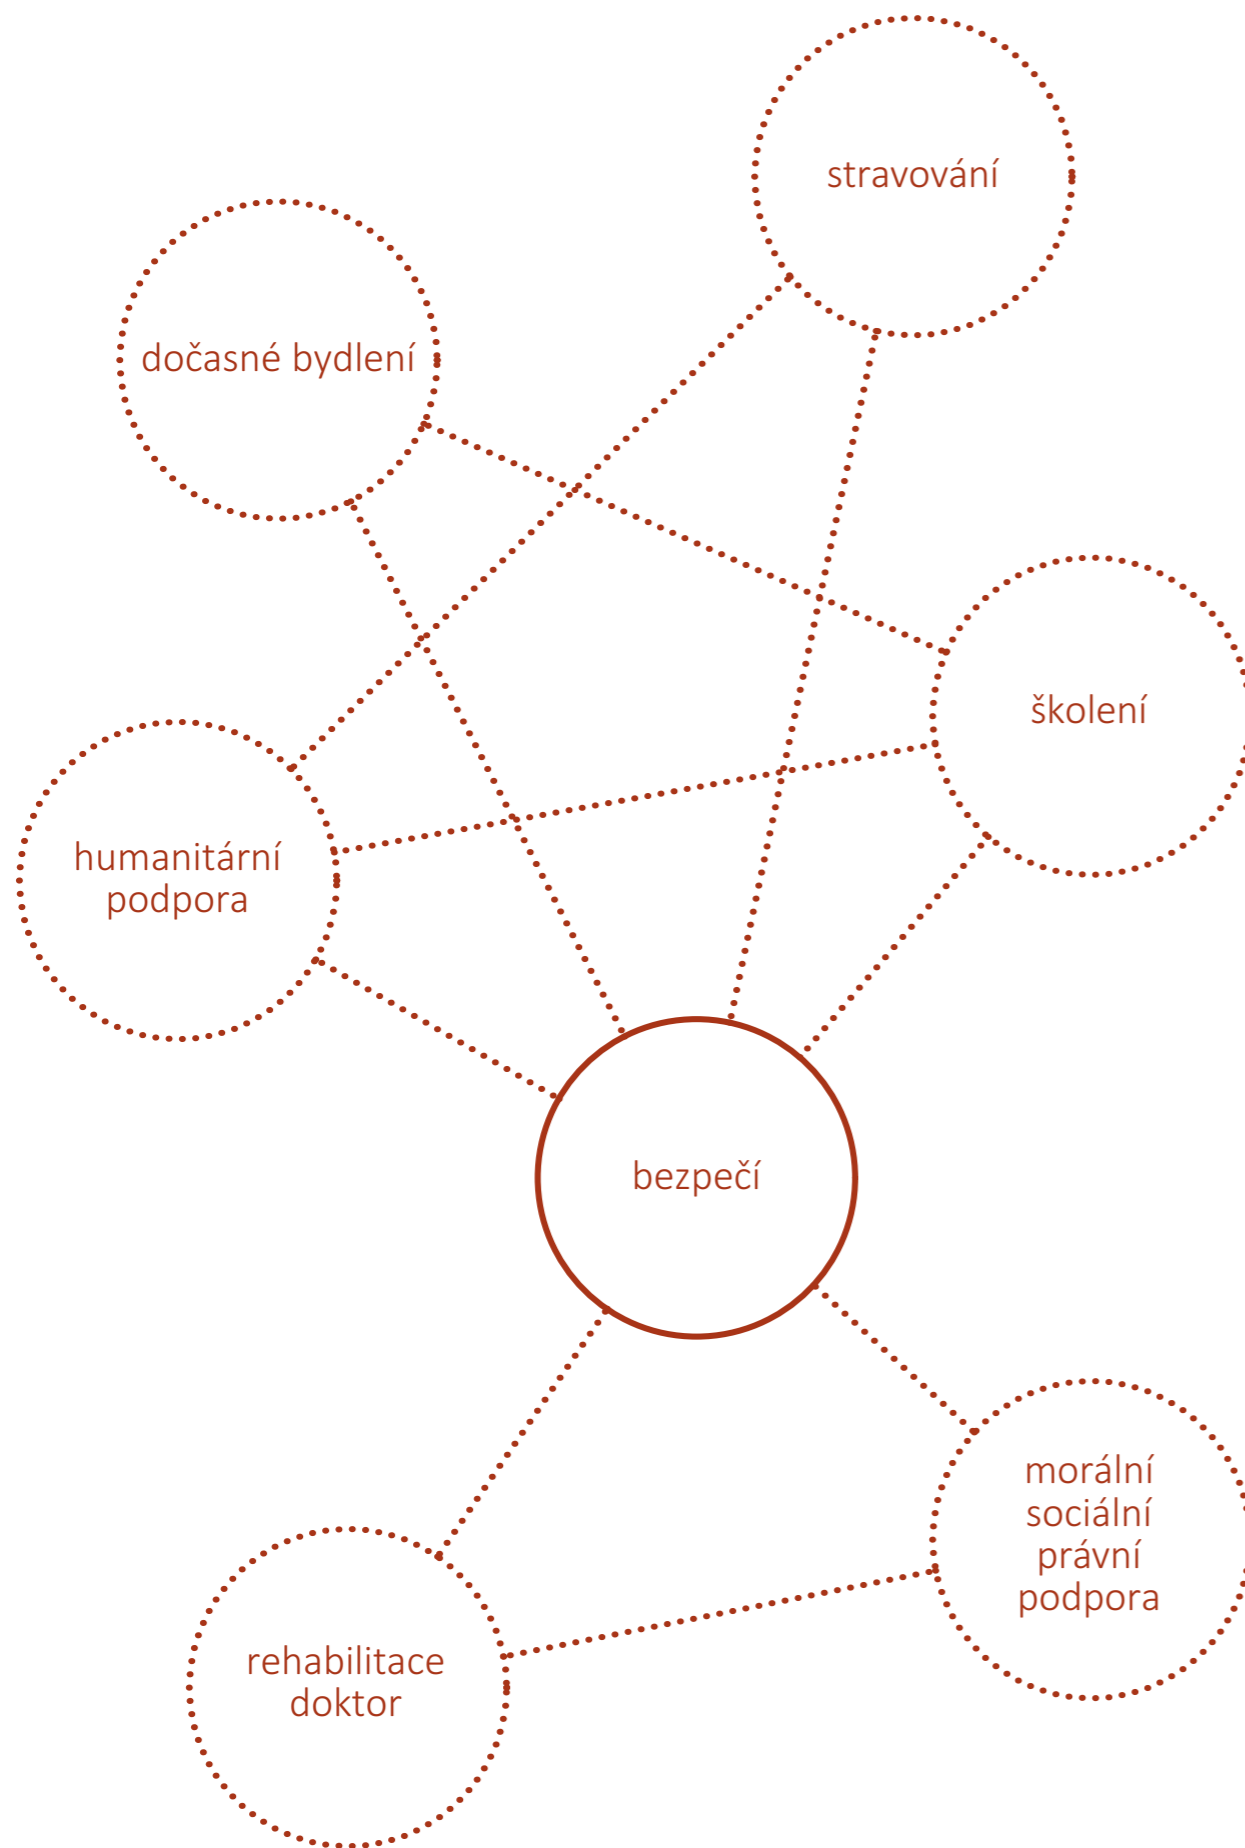 stravování
dočasné bydlení
školení
humanitární
podpora
bezpečí
morální
sociální
právní
podpora
rehabilitace
doktor